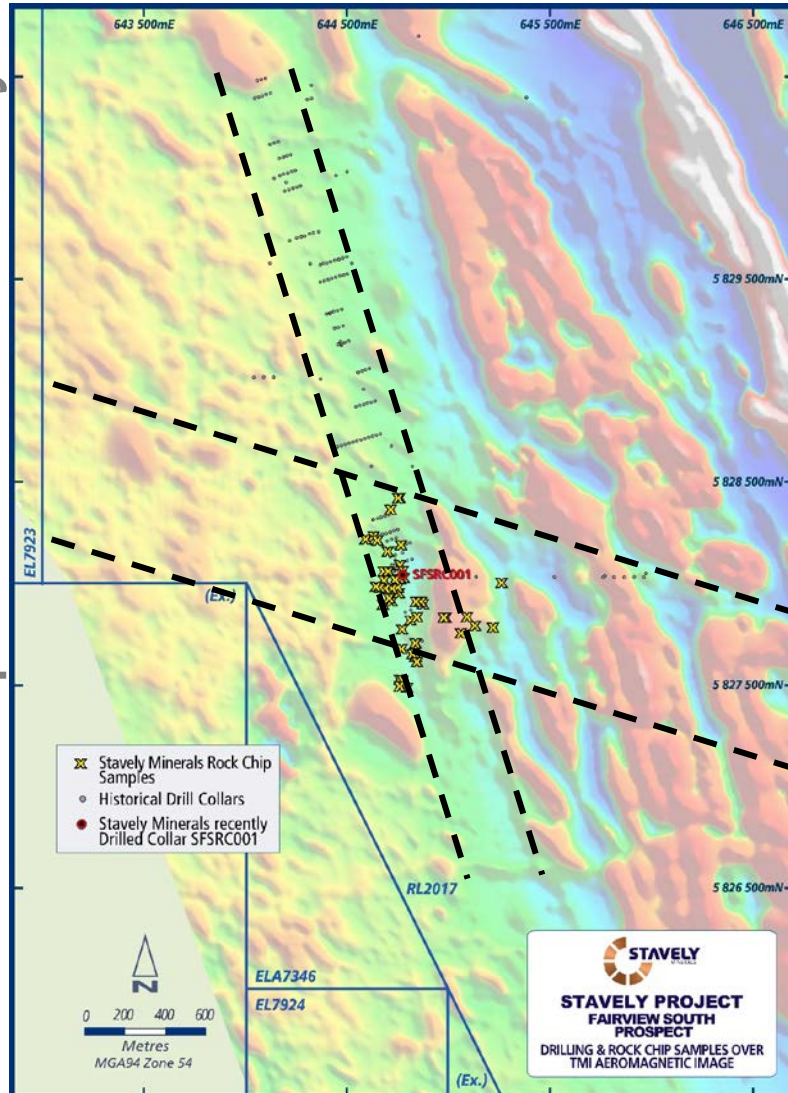 643 500mE
644 500mE
645 500mE
646 500mE
5 829 500mN
5 828 500mN
EL7923
SFSRC001
(Ex.)
5 827 500mN
Stavely Minerals Rock Chip
Samples
Historical Drill Collars
Stavely Minerals recently
Drilled Collar SFSRC001
RL2017
5 826 500mN
N
ELA7346
EL7924
0 200 400 600
Metres
MGA94 Zone 54
(Ex.)
STAVELY
STAVELY PROJECT
FAIRVIEW SOUTH
PROSPECT
DRILLING & ROCK CHIP SAMPLES OVER
TMI AEROMAGNETIC IMAGE